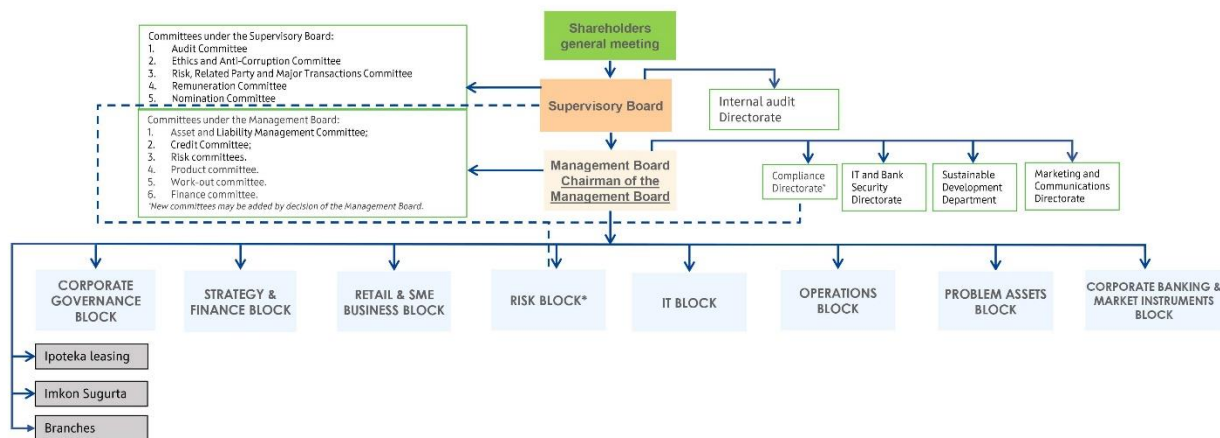 Shareholders
general meeting
Committees under the Supervisory Board:
1. Audit Committee
2. Ethics and Anti-Corruption Committee
3. Risk, Related Party and Major Transactions Committee
4. Remuneration Committee
5. Nomination Committee
Supervisory Board
Internal audit
Directorate
Committees under the Management Board:
1. Asset and Liability Management Committee;
2. Credit Committee;
3. Risk committees.
4. Product committee.
5. Work-out committee.
6. Finance committee.
*New committees may be added by decision of the Management Board.
Management Board
Chairman of the
Management Board
Compliance
Directorate*
IT and Bank
Security
Directorate
Sustainable
Development
Department
Marketing and
Communications
Directorate
CORPORATE
GOVERNANCE
BLOCK
STRATEGY &
FINANCE BLOCK
RETAIL & SME
BUSINESS BLOCK
RISK BLOCK*
IT BLOCK
OPERATIONS
BLOCK
PROBLEM ASSETS
BLOCK
CORPORATE BANKING &
MARKET INSTRUMENTS
BLOCK
Ipoteka leasing
Imkon Sugurta
Branches